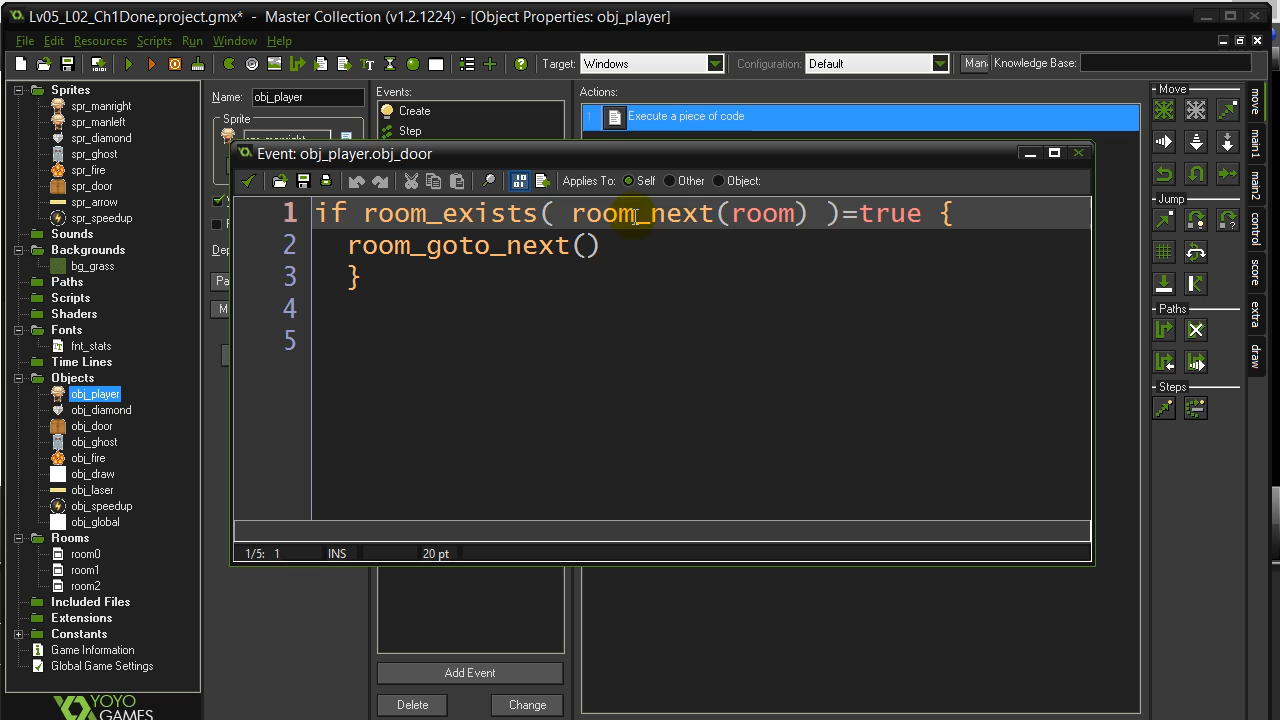 Lv05_L02_Ch1Done.project.gmx* - Master Collection (v1.2.1224) - [Object Properties: obj_player]
File Edit Resources Scripts Run Window Help
Target: Windows Configuration: Default Man Knowledge Base:
Sprites
spr_manright
spr_manleft
spr_diamond
spr_ghost
spr_fire
spr_door
spr_arrow
spr_speedup
Sounds
Backgrounds
bg_grass
Paths
Scripts
Shaders
Fonts
fnt_stats
Time Lines
Objects
obj_player
obj_diamond
obj_door
obj_ghost
obj_fire
obj_draw
obj_laser
obj_speedup
obj_global
Rooms
room0
room1
room2
Included Files
Extensions
Constants
Game Information
Global Game Settings
YOYO
GAMES
Name: obj_player
Sprite
Events:
Create
Step
Actions:
1 Execute a piece of code
Event: obj_player.obj_door
Applies To: Self Other Object
1 if room_exists( room_next(room) )=true {
2 room_goto_next()
3 }
4
5
1/5: 1 INS 20 pt
Add Event
Delete Change
Move
Jump
Paths
Steps
move
main1
main2
control
score
extra
draw